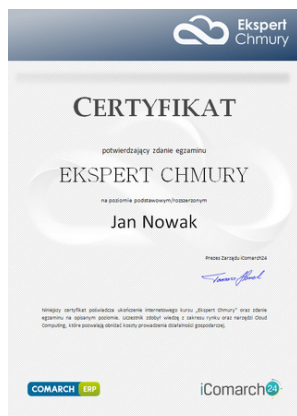 Ekspert
Chmury
CERTYFIKAT
potwierdzający zdanie egzaminu
EKSPERT CHMURY
na poziomie podstawowym/rozszerzonym
Jan Nowak
Prezes Zarządu iComarch24
Niniejszy certyfikat poświadcza ukończenie internetowego kursu „Ekspert Chmury” oraz zdanie
egzaminu na opisanym poziomie. Uczestnik zdobył wiedzę z zakresu rynku oraz narzędzi Cloud
Computing, które pozwalają obniżać koszty prowadzenia działalności gospodarczej.
COMARCH ERP
iComarch24